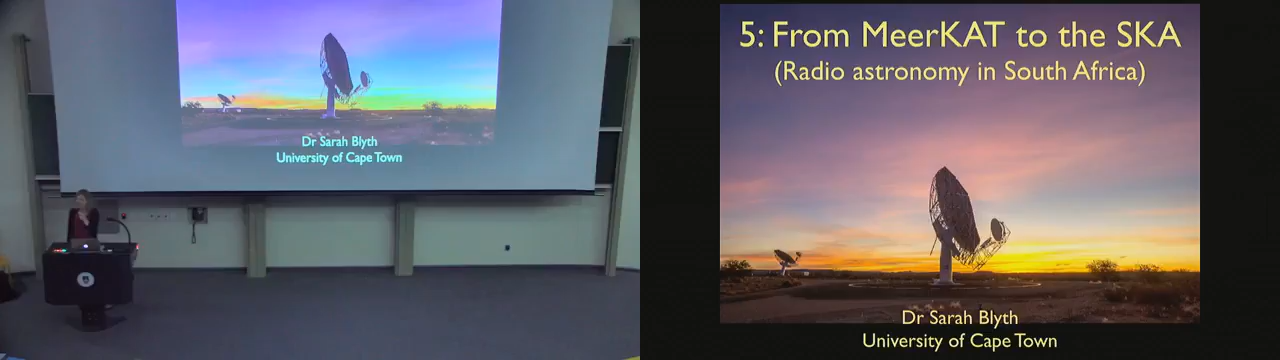 Dr Sarah Blyth
University of Cape Town
5: From MeerKAT to the SKA
(Radio astronomy in South Africa)
Dr Sarah Blyth
University of Cape Town